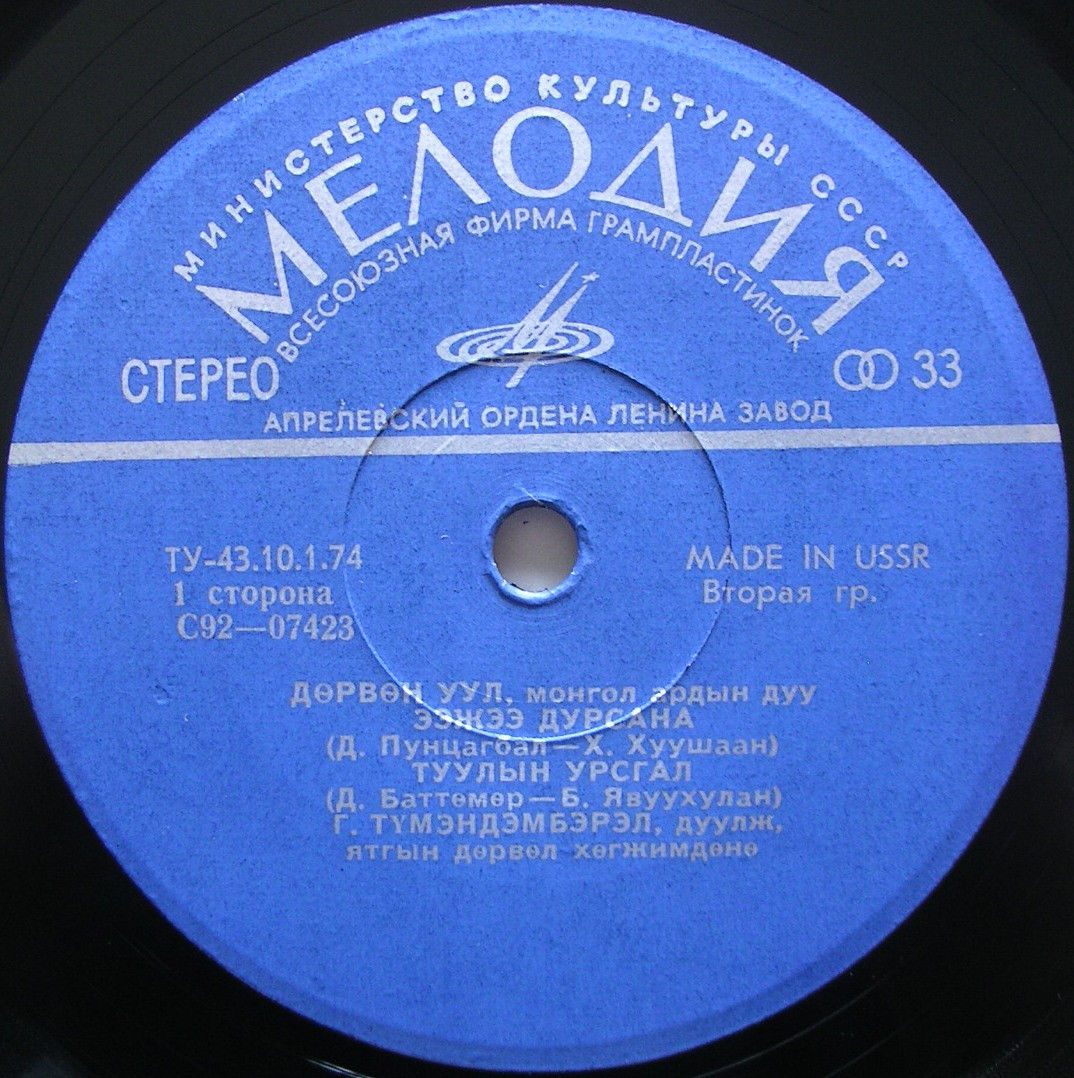 МИНИСТЕРСТВО КУЛЬТУРЫ СССР
МЕЛОДИЯ
ВСЕСОЮЗНАЯ ФИРМА ГРАМПЛАСТИНОК
СТЕРЕО
33
АПРЕЛЕВСКИЙ ОРДЕНА ЛЕНИНА ЗАВОД
ТУ-43.10.1.74
MADE IN USSR
1 сторона
Вторая гр.
С92—07423
ДӨРВӨН УУЛ, монгол ардын дуу
ЭЭЖЭЭ ДУРСАНА
(Д. Пунцагбал—Х. Хуушаан)
ТУУЛЫН УРСГАЛ
(Д. Баттөмөр—Б. Явуухулан)
Г. ТҮМЭНДЭМБЭРЭЛ, дуулж,
ятгын дөрвөл хөгжимдөнө